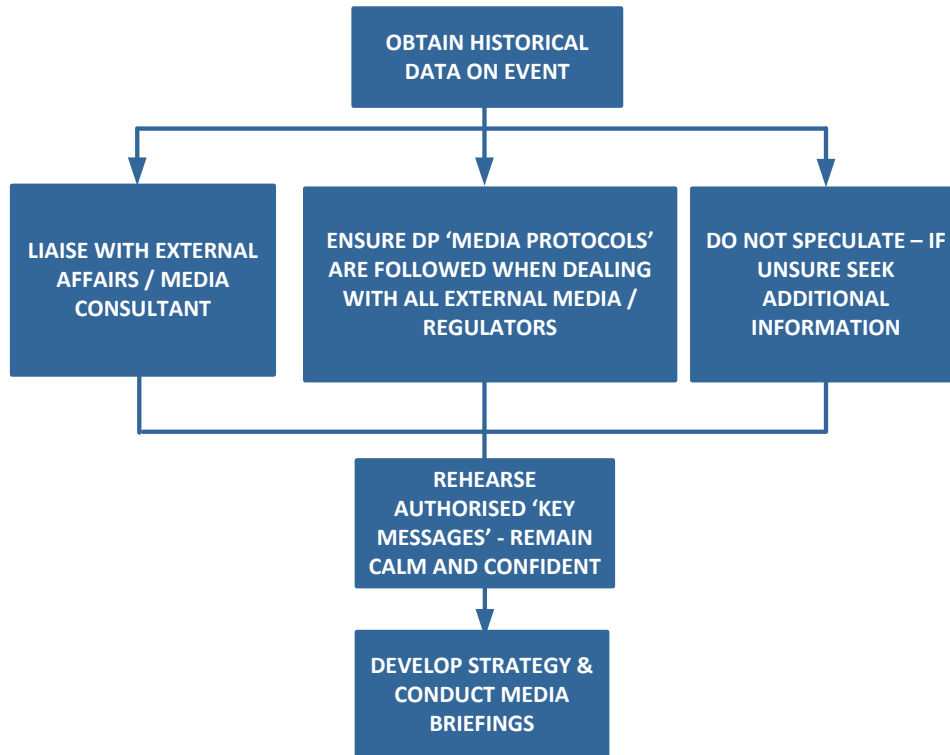 OBTAIN HISTORICAL
DATA ON EVENT
LIAISE WITH EXTERNAL
AFFAIRS / MEDIA
CONSULTANT
ENSURE DP ‘MEDIA PROTOCOLS’
ARE FOLLOWED WHEN DEALING
WITH ALL EXTERNAL MEDIA /
REGULATORS
DO NOT SPECULATE – IF
UNSURE SEEK
ADDITIONAL
INFORMATION
REHEARSE
AUTHORISED ‘KEY
MESSAGES’ - REMAIN
CALM AND CONFIDENT
DEVELOP STRATEGY &
CONDUCT MEDIA
BRIEFINGS